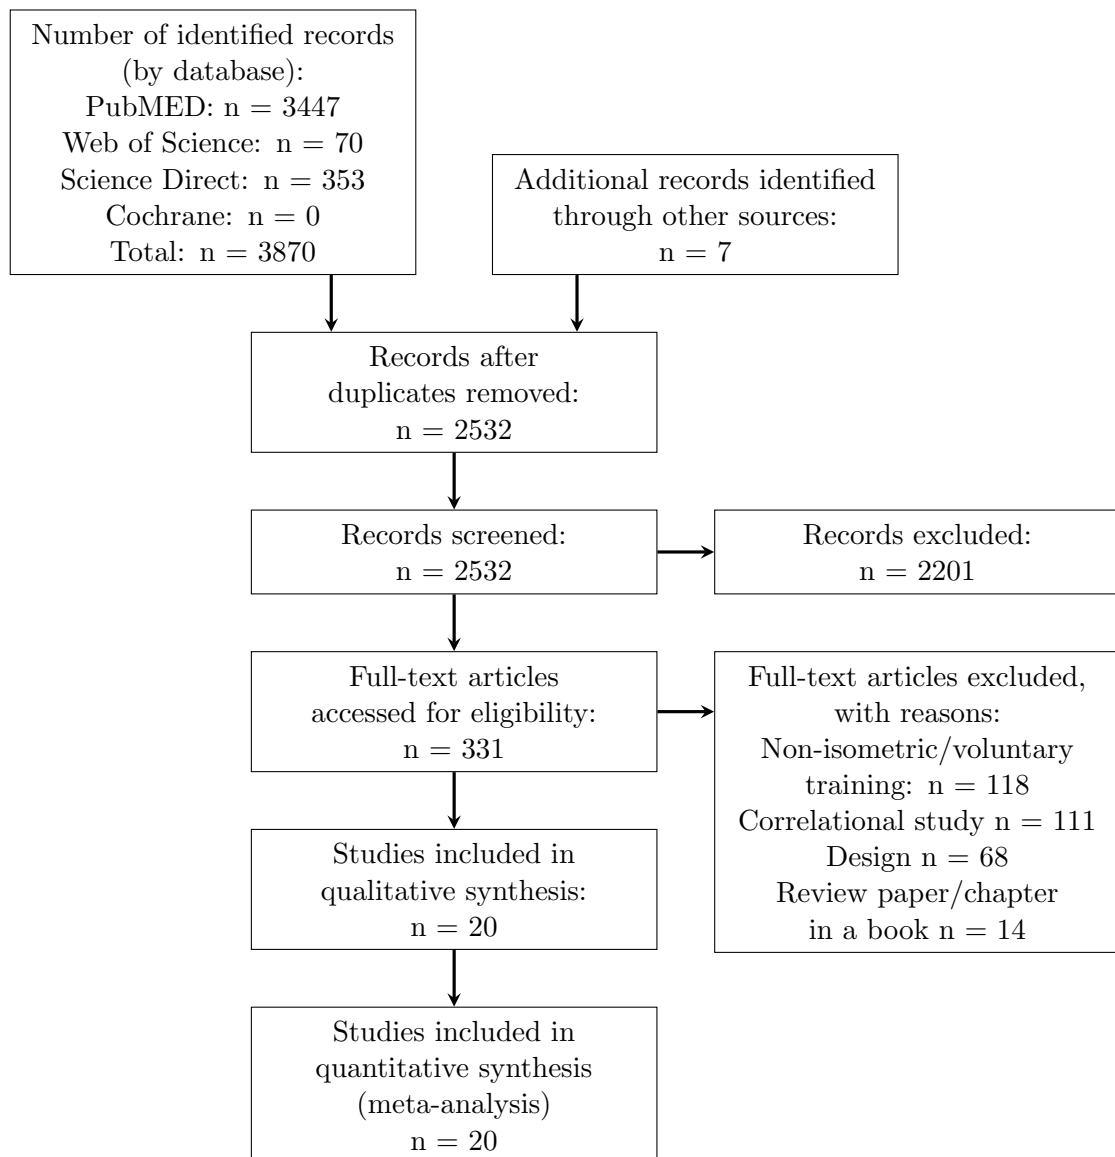 Number of identified records
(by database):
PubMED: n = 3447
Web of Science: n = 70
Science Direct: n = 353
Cochrane: n = 0
Total: n = 3870
Additional records identified
through other sources:
n = 7
Records after
duplicates removed:
n = 2532
Records screened:
n = 2532
Records excluded:
n = 2201
Full-text articles
accessed for eligibility:
n = 331
Full-text articles excluded,
with reasons:
Non-isometric/voluntary
training: n = 118
Correlational study n = 111
Design n = 68
Review paper/chapter
in a book n = 14
Studies included in
qualitative synthesis:
n = 20
Studies included in
quantitative synthesis
(meta-analysis)
n = 20